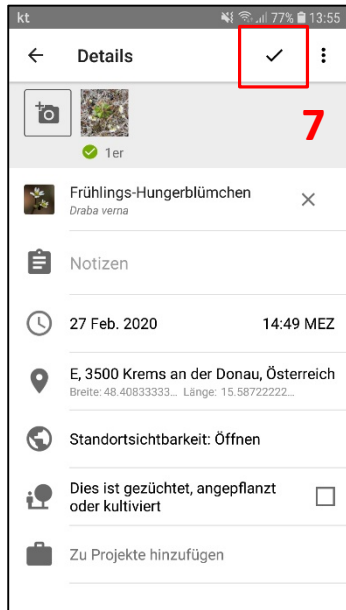 kt 77% 13:55
Details
7
1er
Frühlings-Hungerblümchen
Draba verna
Notizen
27 Feb. 2020 14:49 MEZ
E, 3500 Krems an der Donau, Österreich
Breite: 48.40833333... Länge: 15.58722222...
Standortsichtbarkeit: Öffnen
Dies ist gezüchtet, angepflanzt
oder kultiviert
Zu Projekte hinzufügen